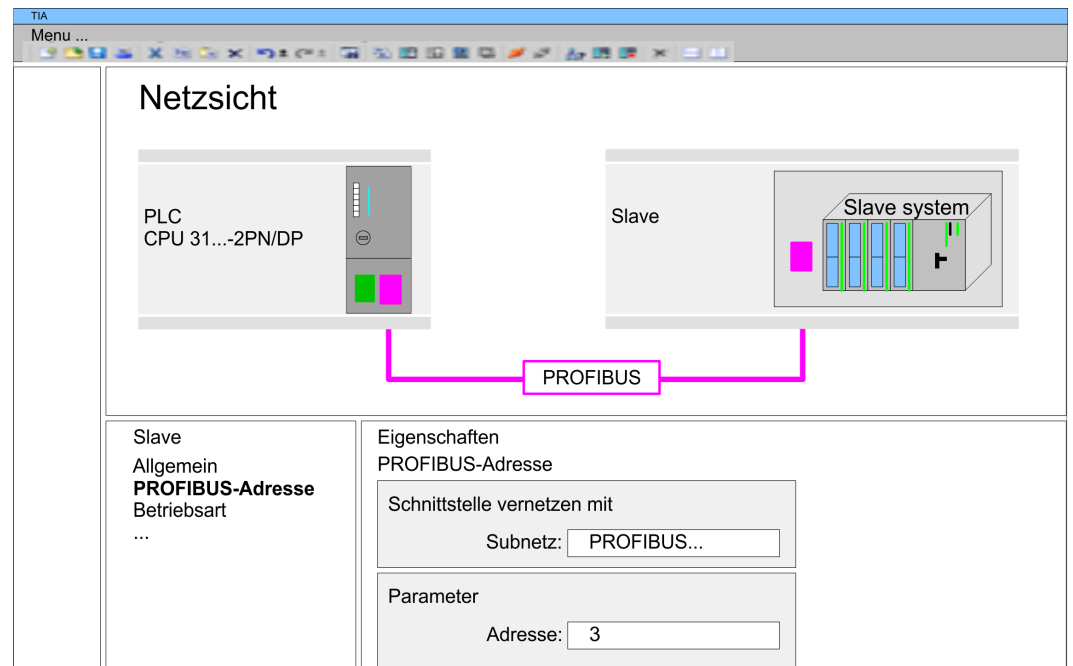 TIA
Menu ...
Netzsicht
PLC
CPU 31...-2PN/DP
Slave
Slave system
PROFIBUS
Slave
Allgemein
PROFIBUS-Adresse
Betriebsart
...
Eigenschaften
PROFIBUS-Adresse
Schnittstelle vernetzen mit
Subnetz: PROFIBUS...
Parameter
Adresse: 3